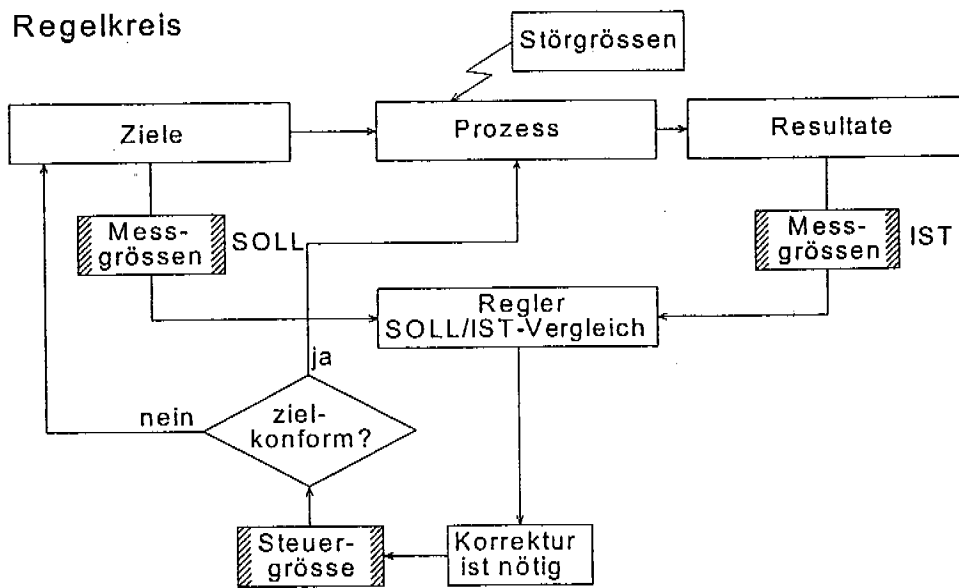 Regelkreis
Störgrössen
Ziele
Prozess
Resultate
Mess-
grössen
SOLL
Mess-
grössen
IST
Regler
SOLL/IST-Vergleich
ja
nein
ziel-
konform?
Steuer-
grösse
Korrektur
ist nötig